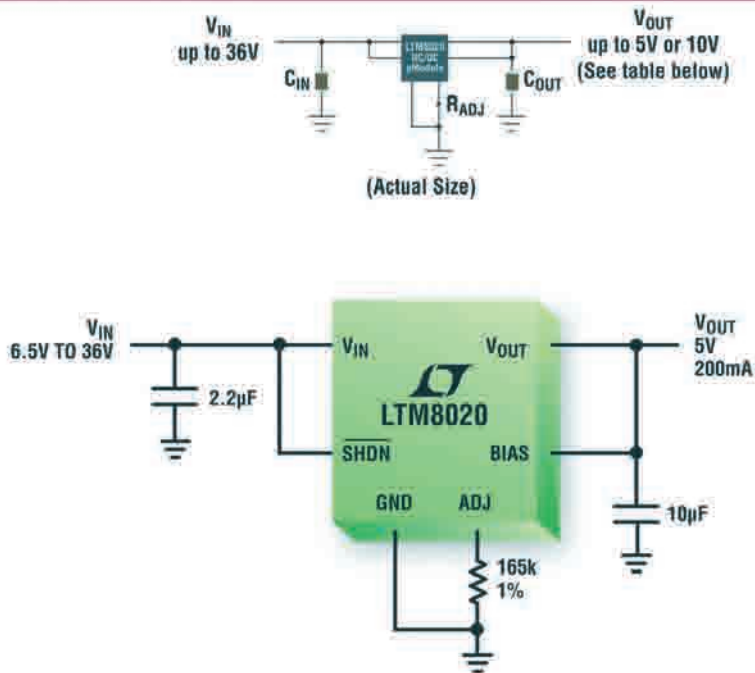 VIN
up to 36V
CIN
LTM8020
DC/DC
µModule
RADJ
COUT
VOUT
up to 5V or 10V
(See table below)
(Actual Size)
VIN
6.5V TO 36V
2.2µF
VIN
VOUT
LTM8020
SHDN
BIAS
GND
ADJ
165k
1%
VOUT
5V
200mA
10µF